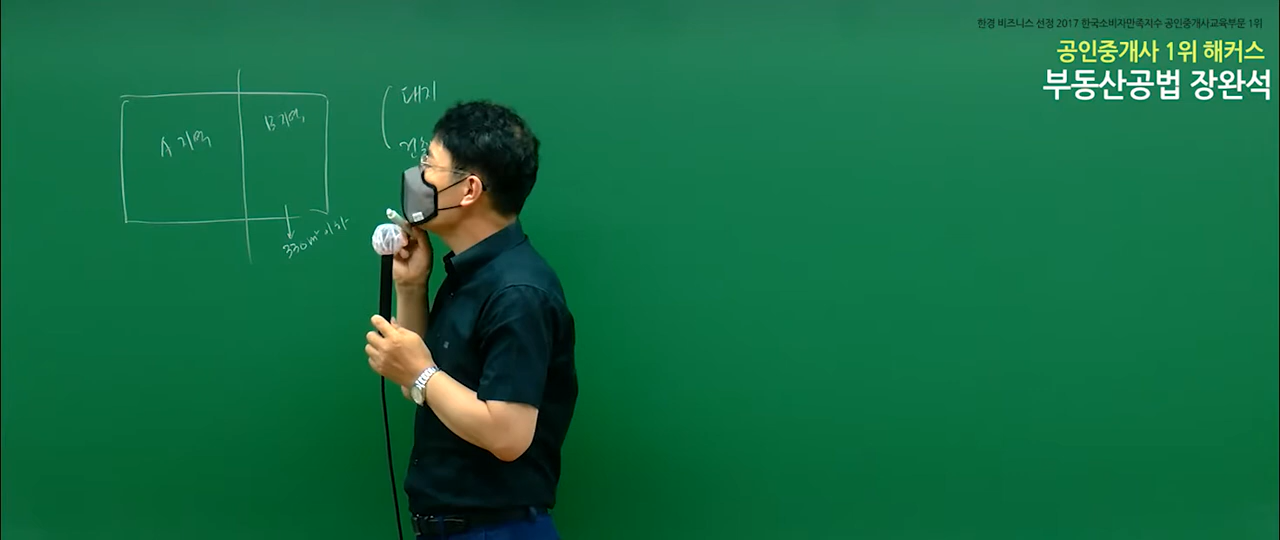 한경 비즈니스 선정 2017 한국소비자만족지수 공인중개사교육부문 1위
공인중개사 1위 해커스
부동산공법 장완석
대지
A 지역
B 지역
건축
330㎡ 이하